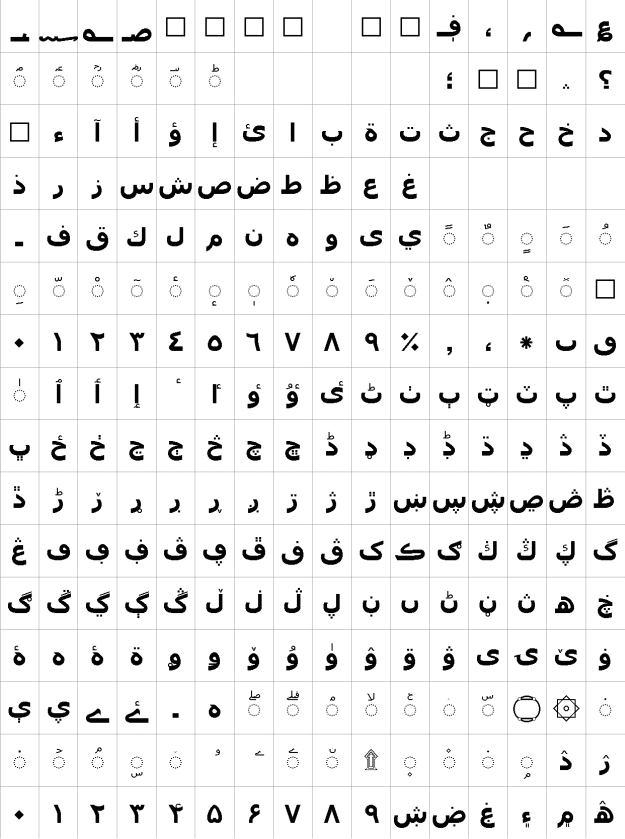 ؀ ؁ ؂ ؃ ؋ ، ؍ ؎ ؏
◌ؐ ◌ؑ ◌ؒ ◌ؓ ◌ؔ ◌ؕ ؛ ؞ ؟
ء آ أ ؤ إ ئ ا ب ة ت ث ج ح خ د
ذ ر ز س ش ص ض ط ظ ع غ
ـ ف ق ك ل م ن ه و ى ي ◌ً ◌ٌ ◌ٍ ◌َ ◌ُ
◌ِ ◌ّ ◌ْ ◌ٓ ◌ٔ ◌ٕ ◌ٖ ◌ٗ ◌٘ ◌ٙ ◌ٚ ◌ٛ ◌ٜ ◌ٝ ◌ٞ
٠ ١ ٢ ٣ ٤ ٥ ٦ ٧ ٨ ٩ ٪ ٫ ٬ ٭ ٮ ٯ
◌ٰ ٱ ٲ ٳ ٴ ٵ ٶ ٷ ٸ ٹ ٺ ٻ ټ ٽ پ ٿ
ڀ ځ ڂ ڃ ڄ څ چ ڇ ڈ ډ ڊ ڋ ڌ ڍ ڎ ڏ
ڐ ڑ ڒ ړ ڔ ڕ ږ ڗ ژ ڙ ښ ڛ ڜ ڝ ڞ ڟ
ڠ ڡ ڢ ڣ ڤ ڥ ڦ ڧ ڨ ک ڪ ګ ڬ ڭ ڮ گ
ڰ ڱ ڲ ڳ ڴ ڵ ڶ ڷ ڸ ڹ ں ڻ ڼ ڽ ھ ڿ
ۀ ہ ۂ ۃ ۄ ۅ ۆ ۇ ۈ ۉ ۊ ۋ ی ۍ ێ ۏ
ې ۑ ے ۓ ۔ ە ◌ۖ ◌ۗ ◌ۘ ◌ۙ ◌ۚ ◌ۛ ◌ۜ ۝ ۞ ◌۟
◌۠ ◌ۡ ◌ۢ ◌ۣ ◌ۤ ۥ ۦ ◌ۧ ◌ۨ ۩ ◌۪ ◌۫ ◌۬ ◌ۭ ۮ ۯ
۰ ۱ ۲ ۳ ۴ ۵ ۶ ۷ ۸ ۹ ۺ ۻ ۼ ۽ ۾ ۿ